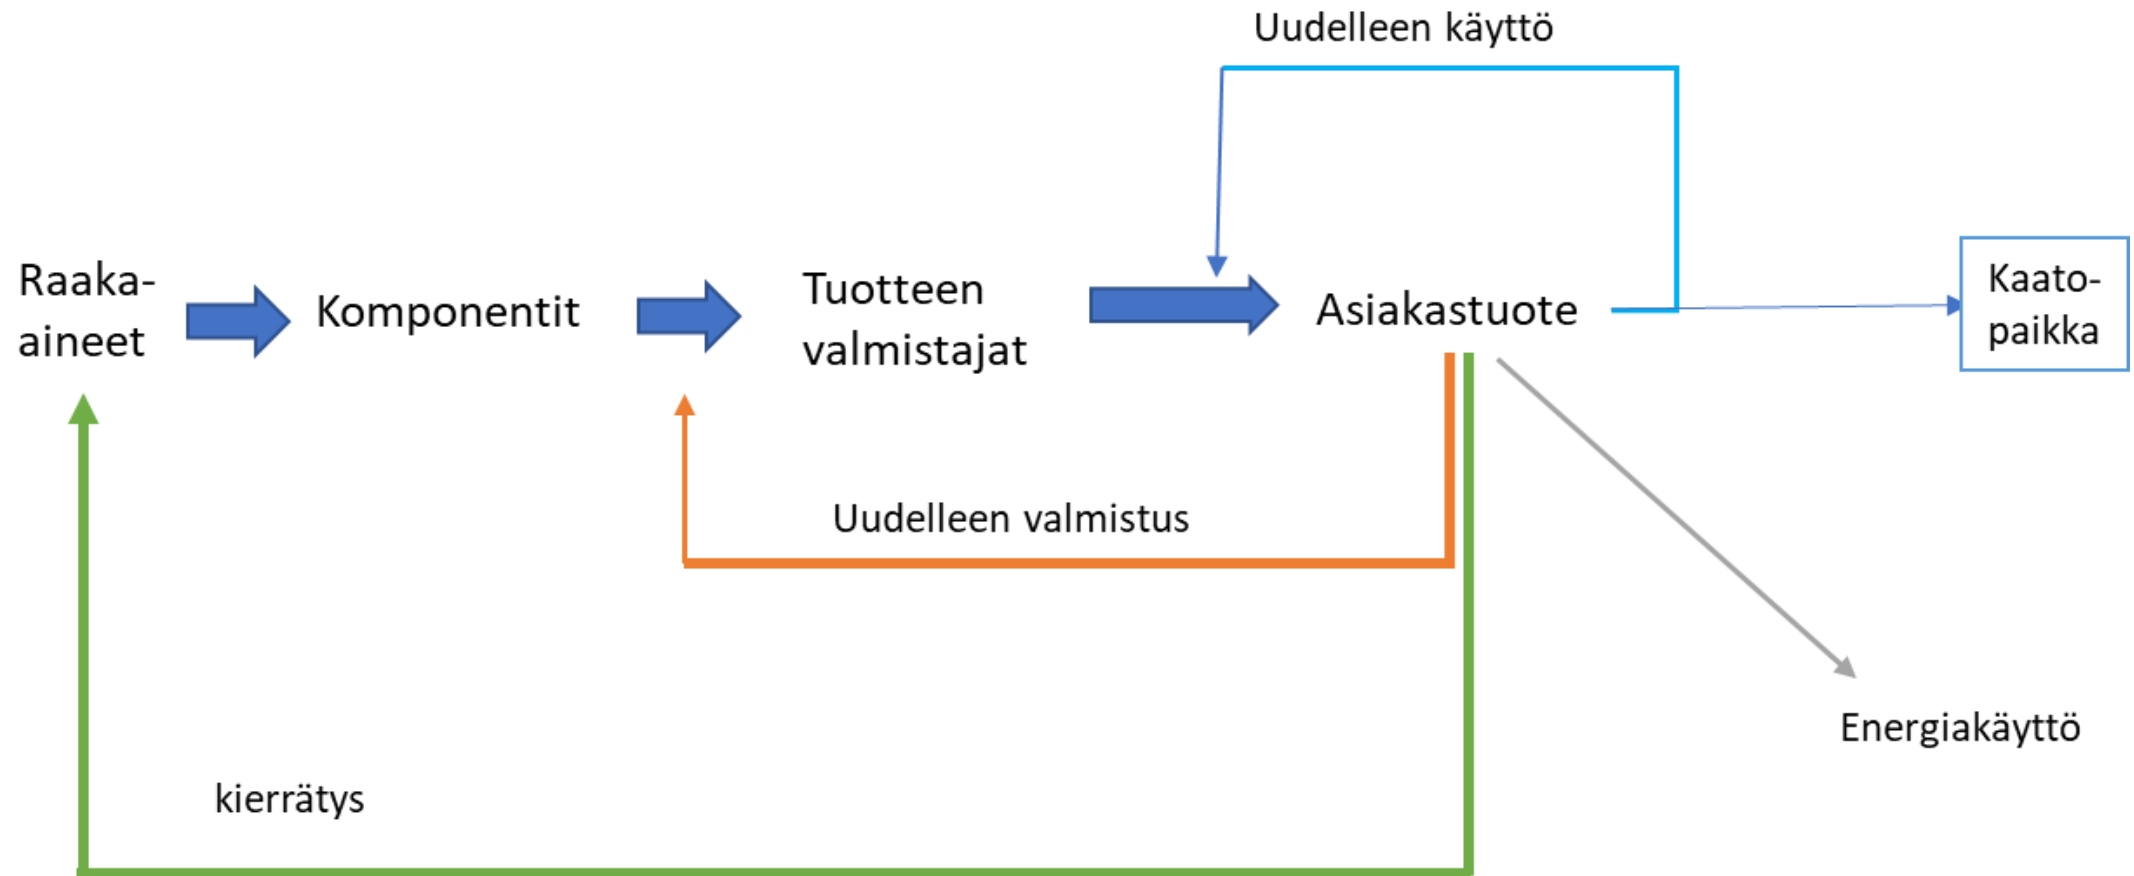 Uudelleen käyttö
Raaka-
aineet
Komponentit
Tuotteen
valmistajat
Asiakastuote
Kaato-
paikka
Uudelleen valmistus
Energiakäyttö
kierrätys